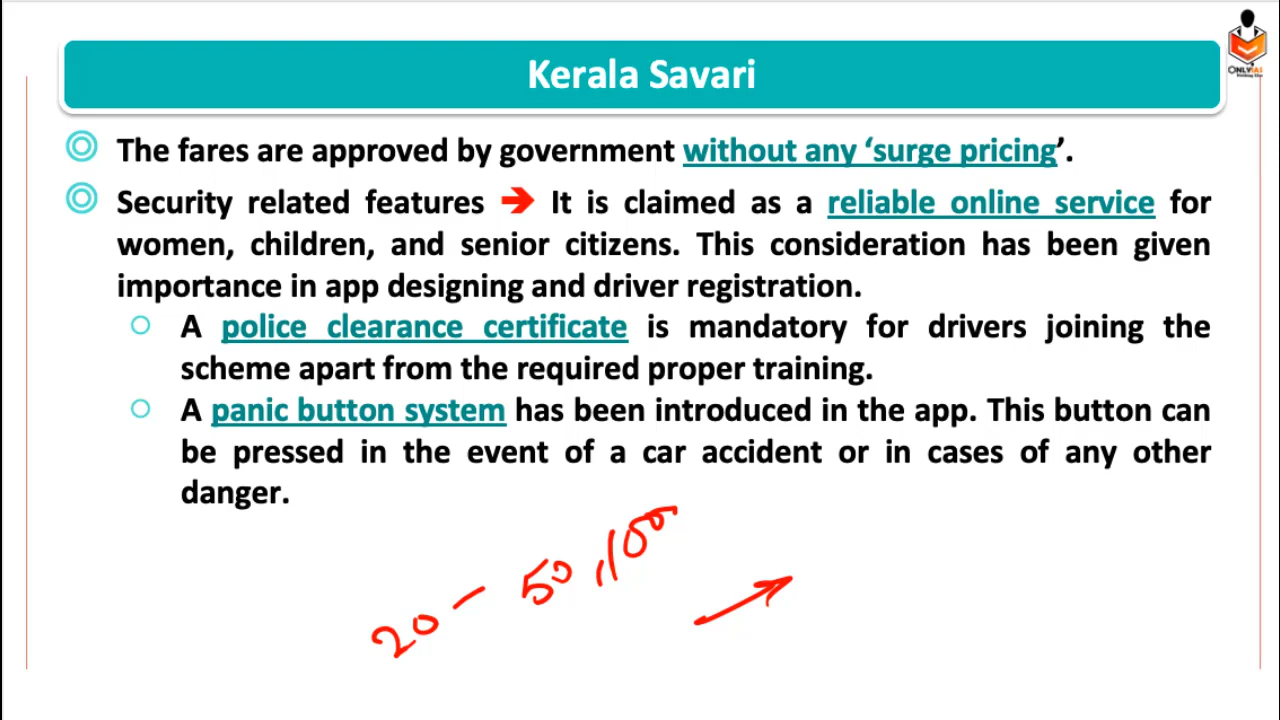 Kerala Savari
ONLYIAS
The fares are approved by government without any ‘surge pricing’.
Security related features ➔ It is claimed as a reliable online service for
women, children, and senior citizens. This consideration has been given
importance in app designing and driver registration.
A police clearance certificate is mandatory for drivers joining the
scheme apart from the required proper training.
A panic button system has been introduced in the app. This button can
be pressed in the event of a car accident or in cases of any other
danger.
20 - 50, 100